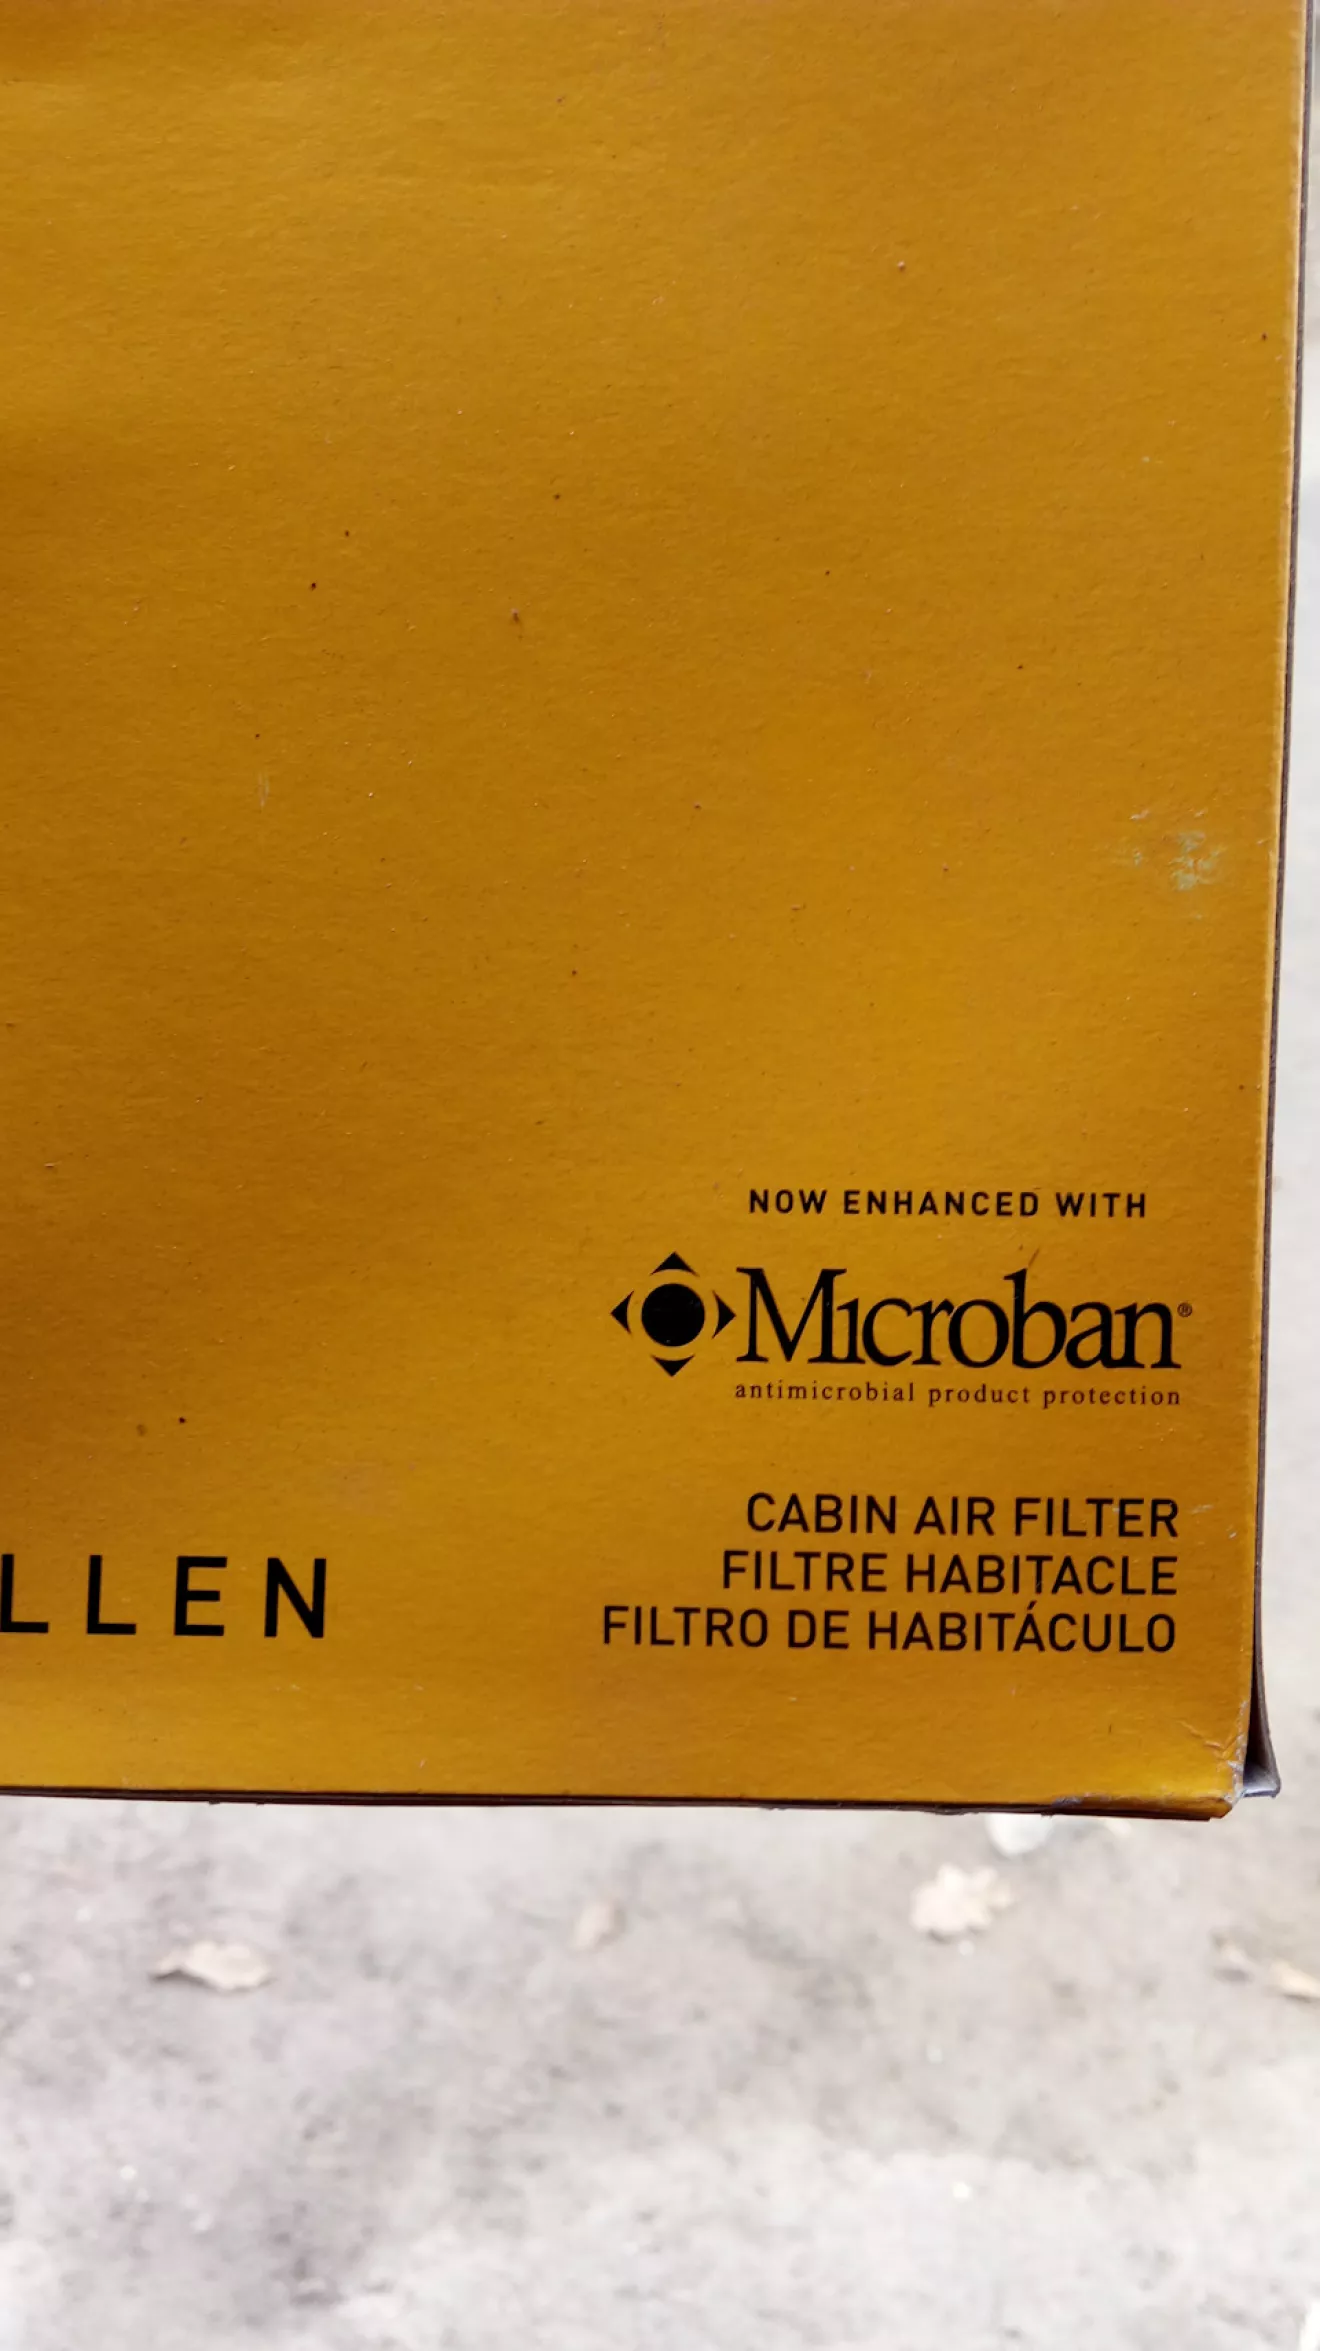 NOW ENHANCED WITH
Microban®
antimicrobial product protection
CABIN AIR FILTER
FILTRE HABITACLE
FILTRO DE HABITÁCULO
LLEN